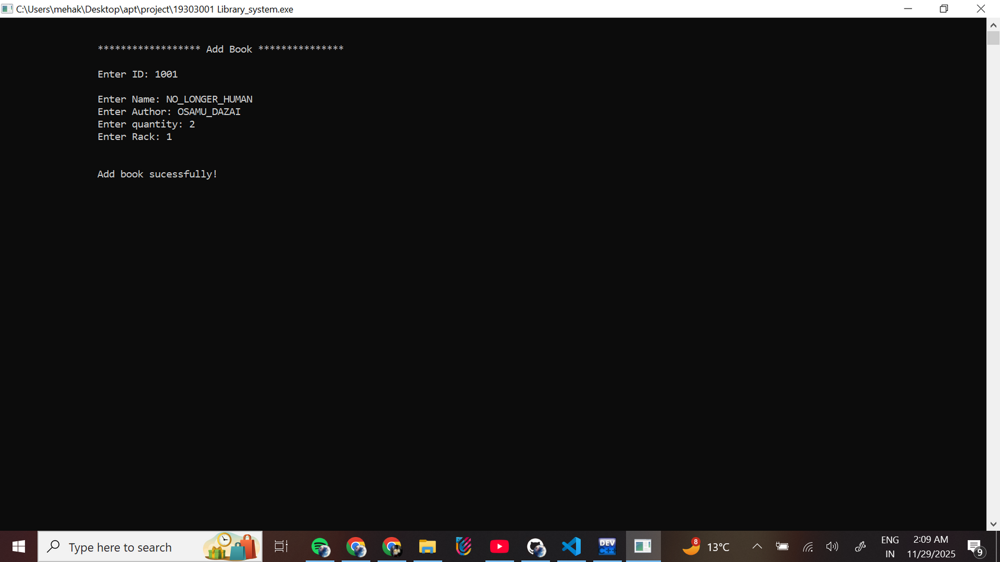 C:\Users\mehak\Desktop\apt\project\19303001 Library_system.exe
****************** Add Book ***************
Enter ID: 1001
Enter Name: NO_LONGER_HUMAN
Enter Author: OSAMU_DAZAI
Enter quantity: 2
Enter Rack: 1
Add book sucessfully!
Type here to search
DEV
C++
8
13°C
ENG
IN
2:09 AM
11/29/2025
9